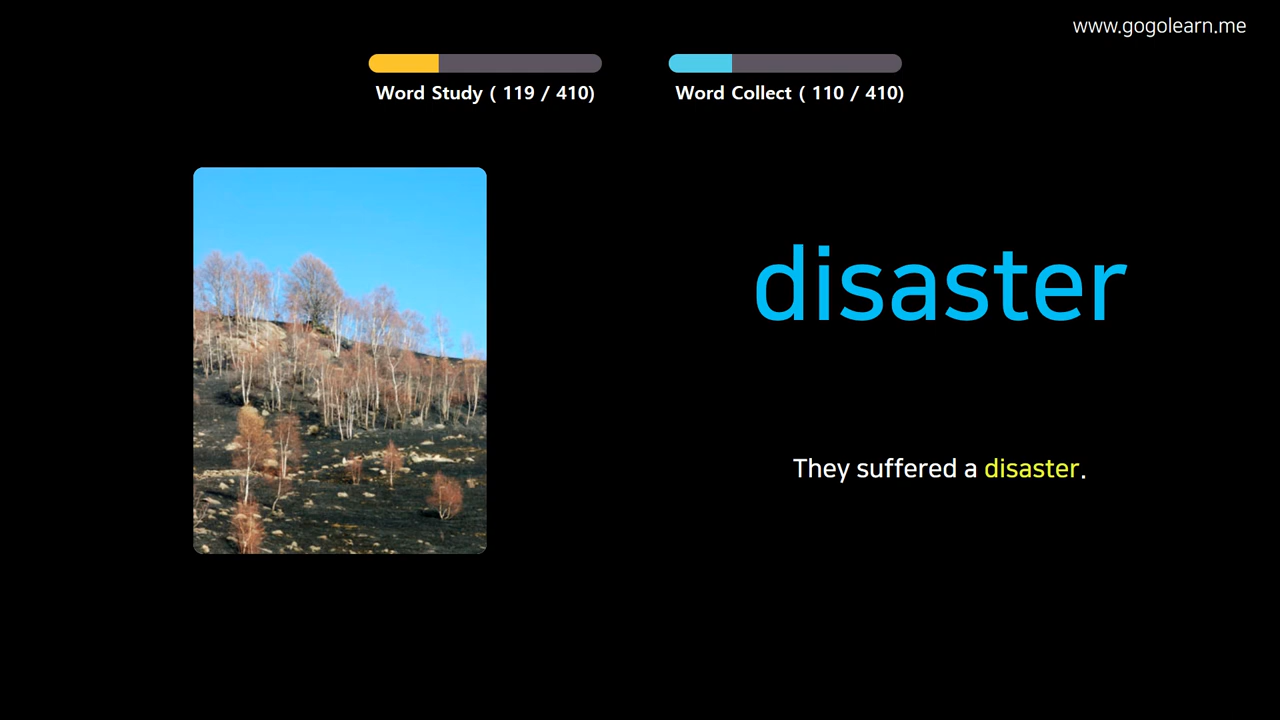 www.gogolearn.me
Word Study ( 119 / 410)
Word Collect ( 110 / 410)
disaster
They suffered a disaster.